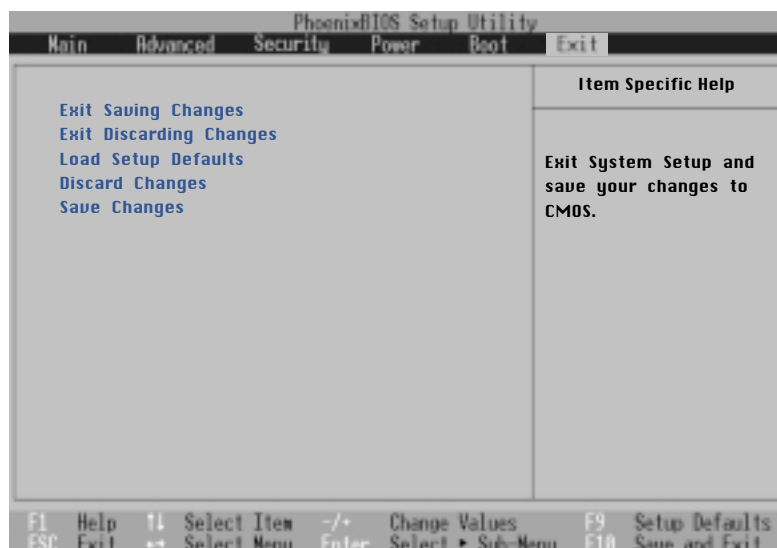 PhoenixBIOS Setup Utility
Main Advanced Security Power Boot Exit
Item Specific Help
Exit Saving Changes
Exit Discarding Changes
Load Setup Defaults
Discard Changes
Save Changes
Exit System Setup and
save your changes to
CMOS.
F1 Help ↑↓ Select Item -/+ Change Values F9 Setup Defaults
ESC Exit ←→ Select Menu Enter Select ▶ Sub-Menu F10 Save and Exit